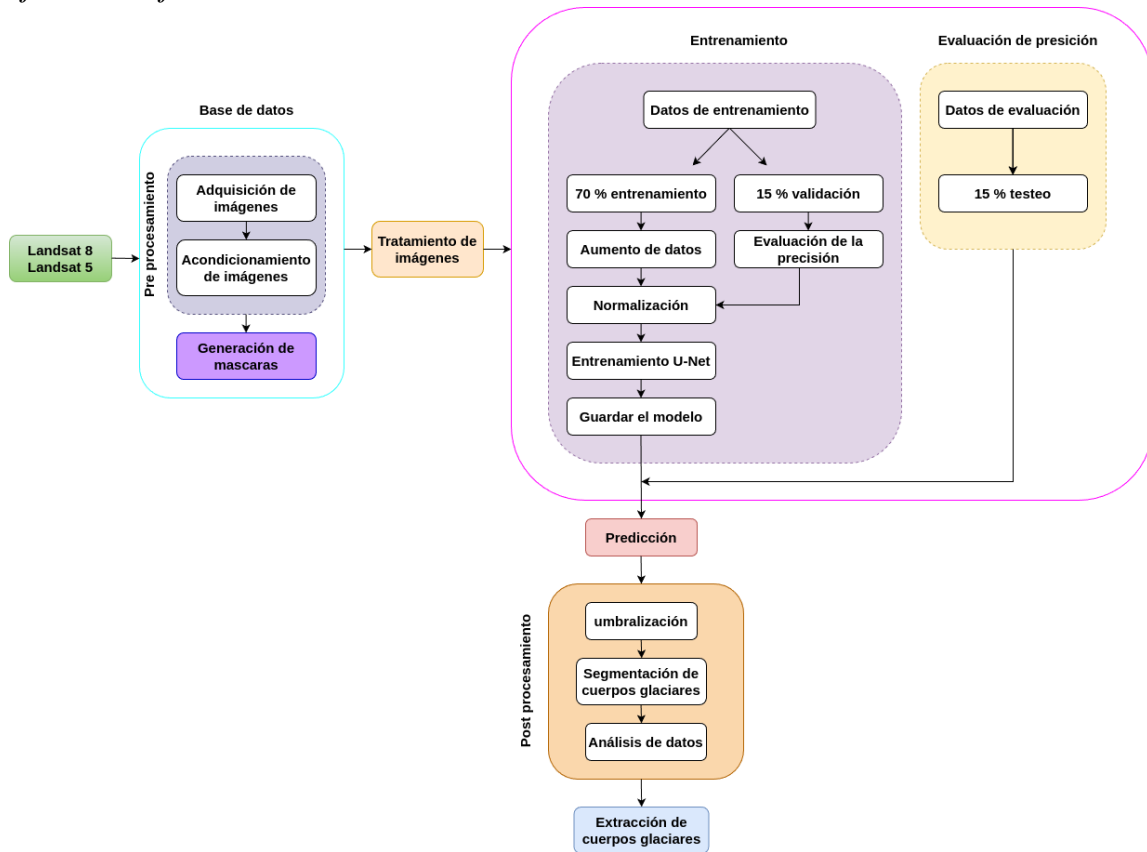 Landsat 8
Landsat 5
Base de datos
Pre procesamiento
Adquisición de
imágenes
Acondicionamiento
de imágenes
Generación de
mascaras
Tratamiento de
imágenes
Entrenamiento
Datos de entrenamiento
70 % entrenamiento
15 % validación
Aumento de datos
Evaluación de la
precisión
Normalización
Entrenamiento U-Net
Guardar el modelo
Evaluación de presición
Datos de evaluación
15 % testeo
Predicción
Post procesamiento
umbralización
Segmentación de
cuerpos glaciares
Análisis de datos
Extracción de
cuerpos glaciares